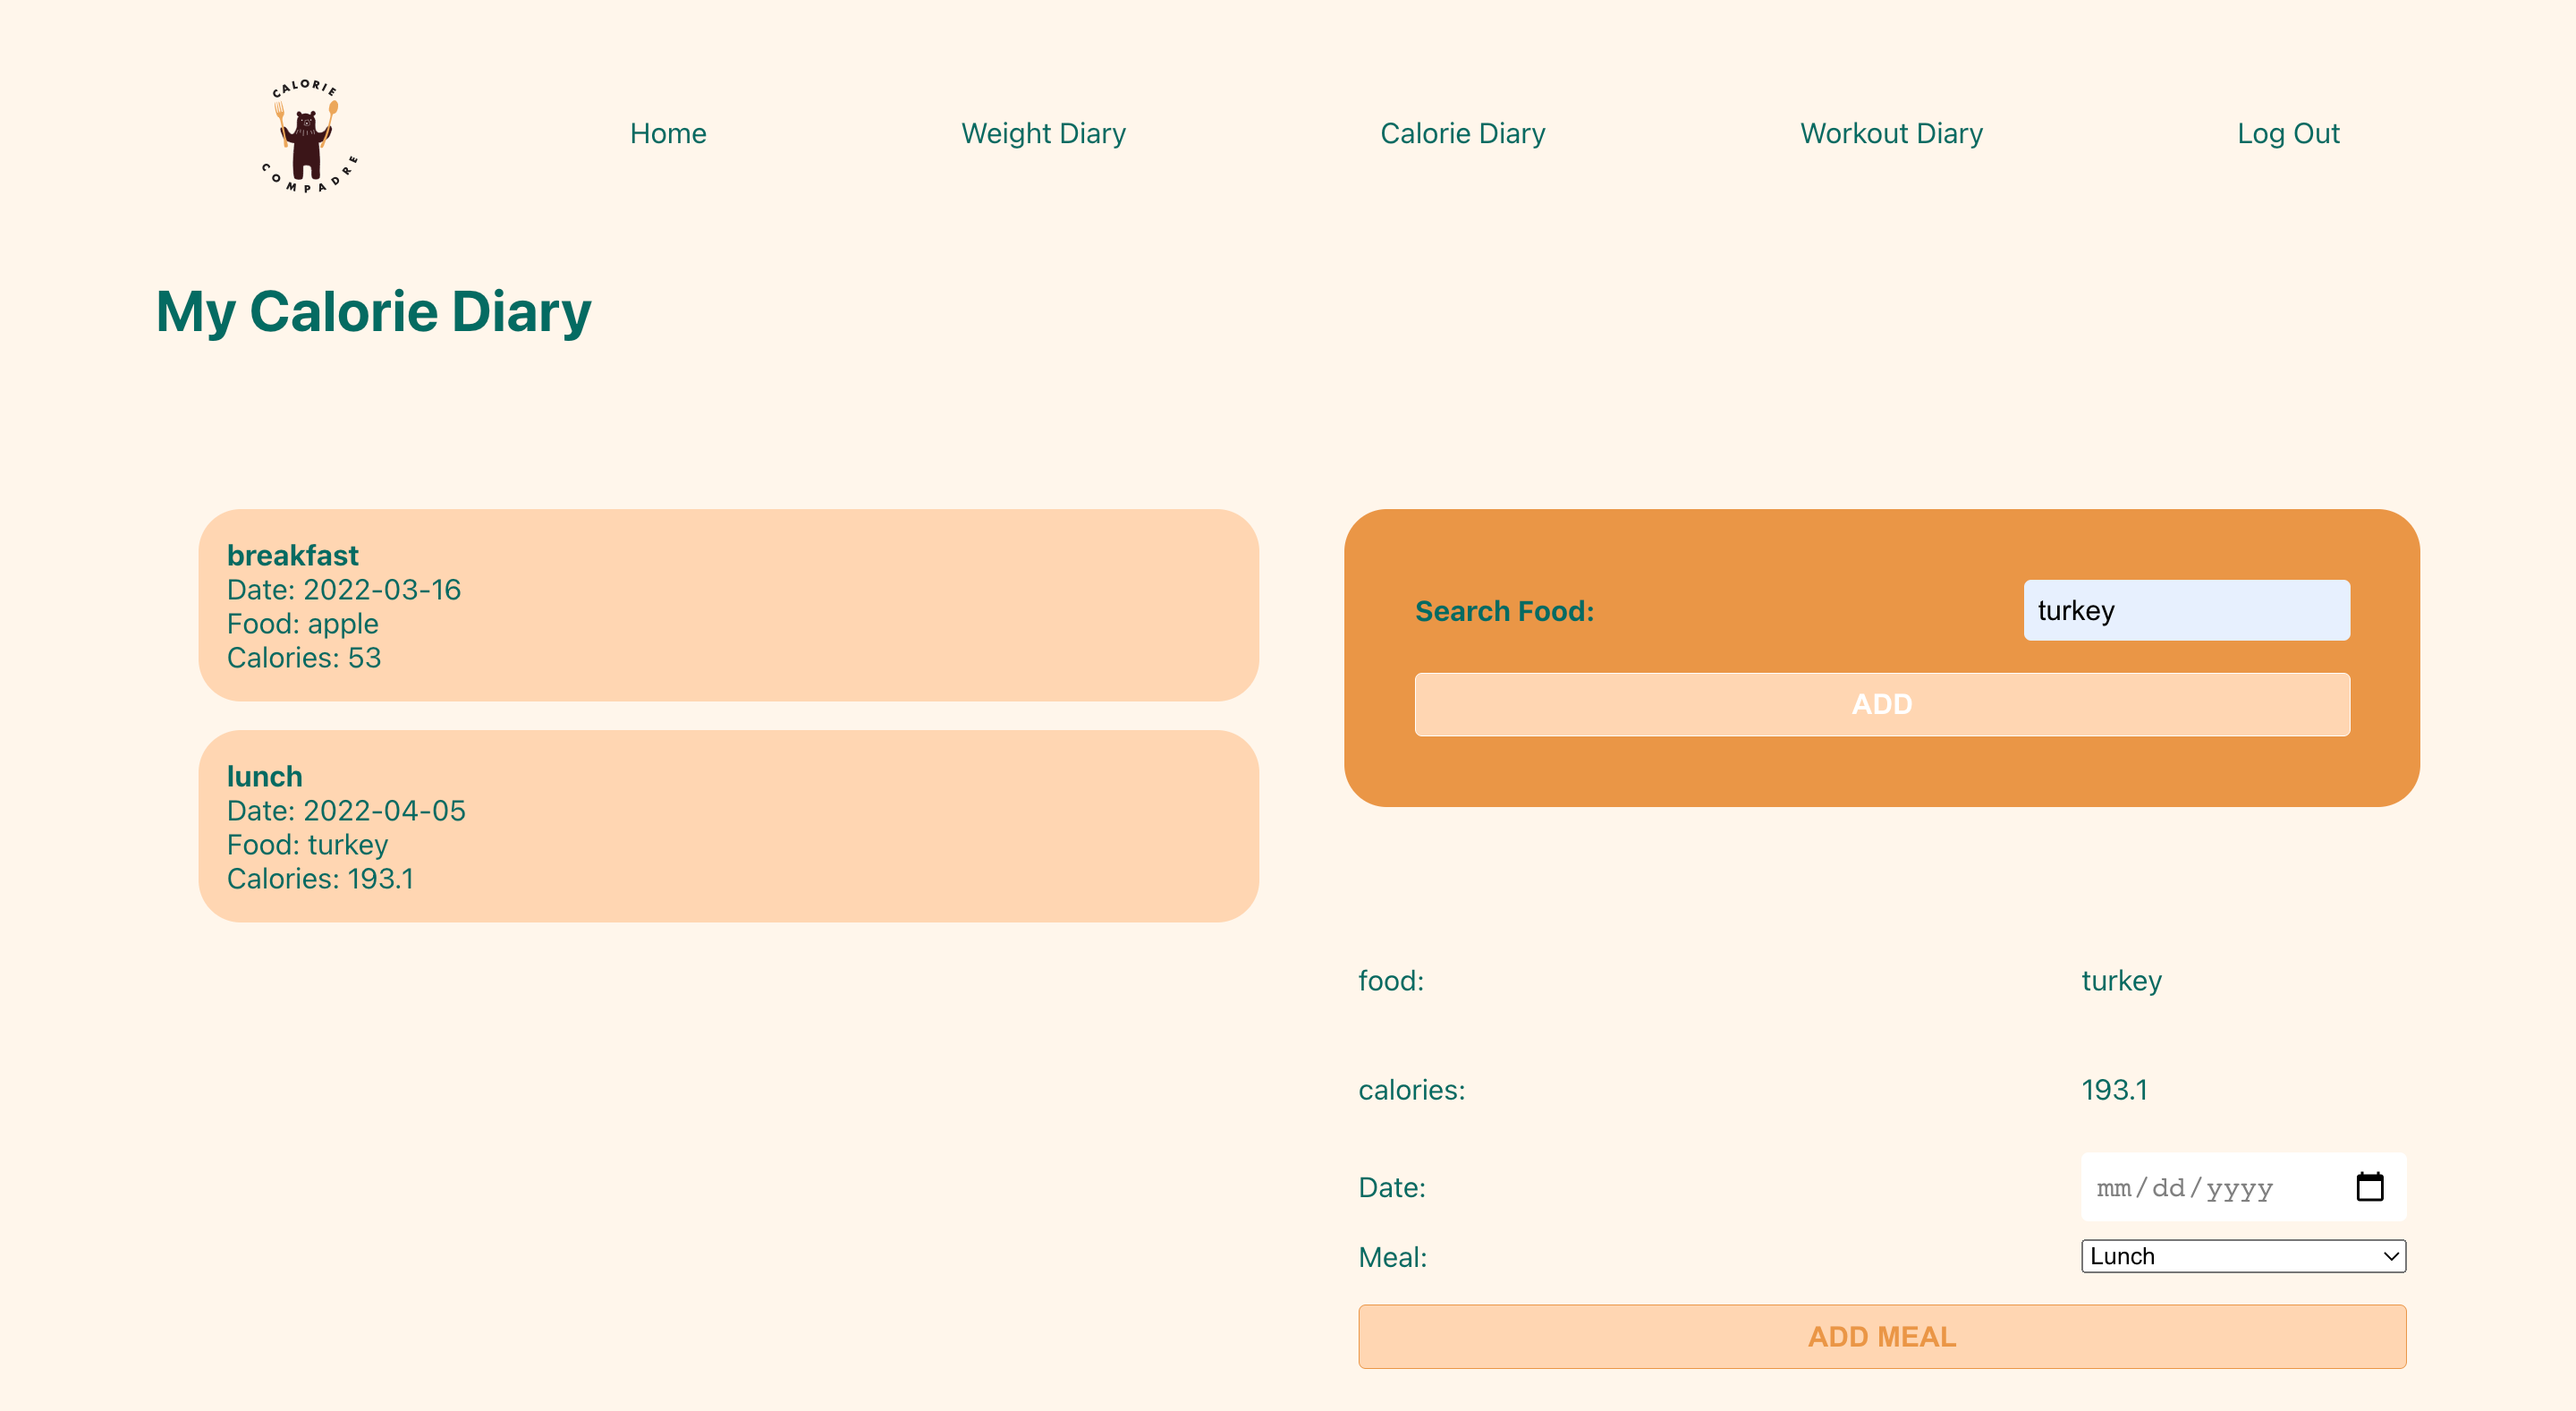 CALORIE
COMPADRE
Home
Weight Diary
Calorie Diary
Workout Diary
Log Out
My Calorie Diary
breakfast
Date: 2022-03-16
Food: apple
Calories: 53
lunch
Date: 2022-04-05
Food: turkey
Calories: 193.1
Search Food: turkey
ADD
food: turkey
calories: 193.1
Date: mm/dd/yyyy
Meal: Lunch
ADD MEAL